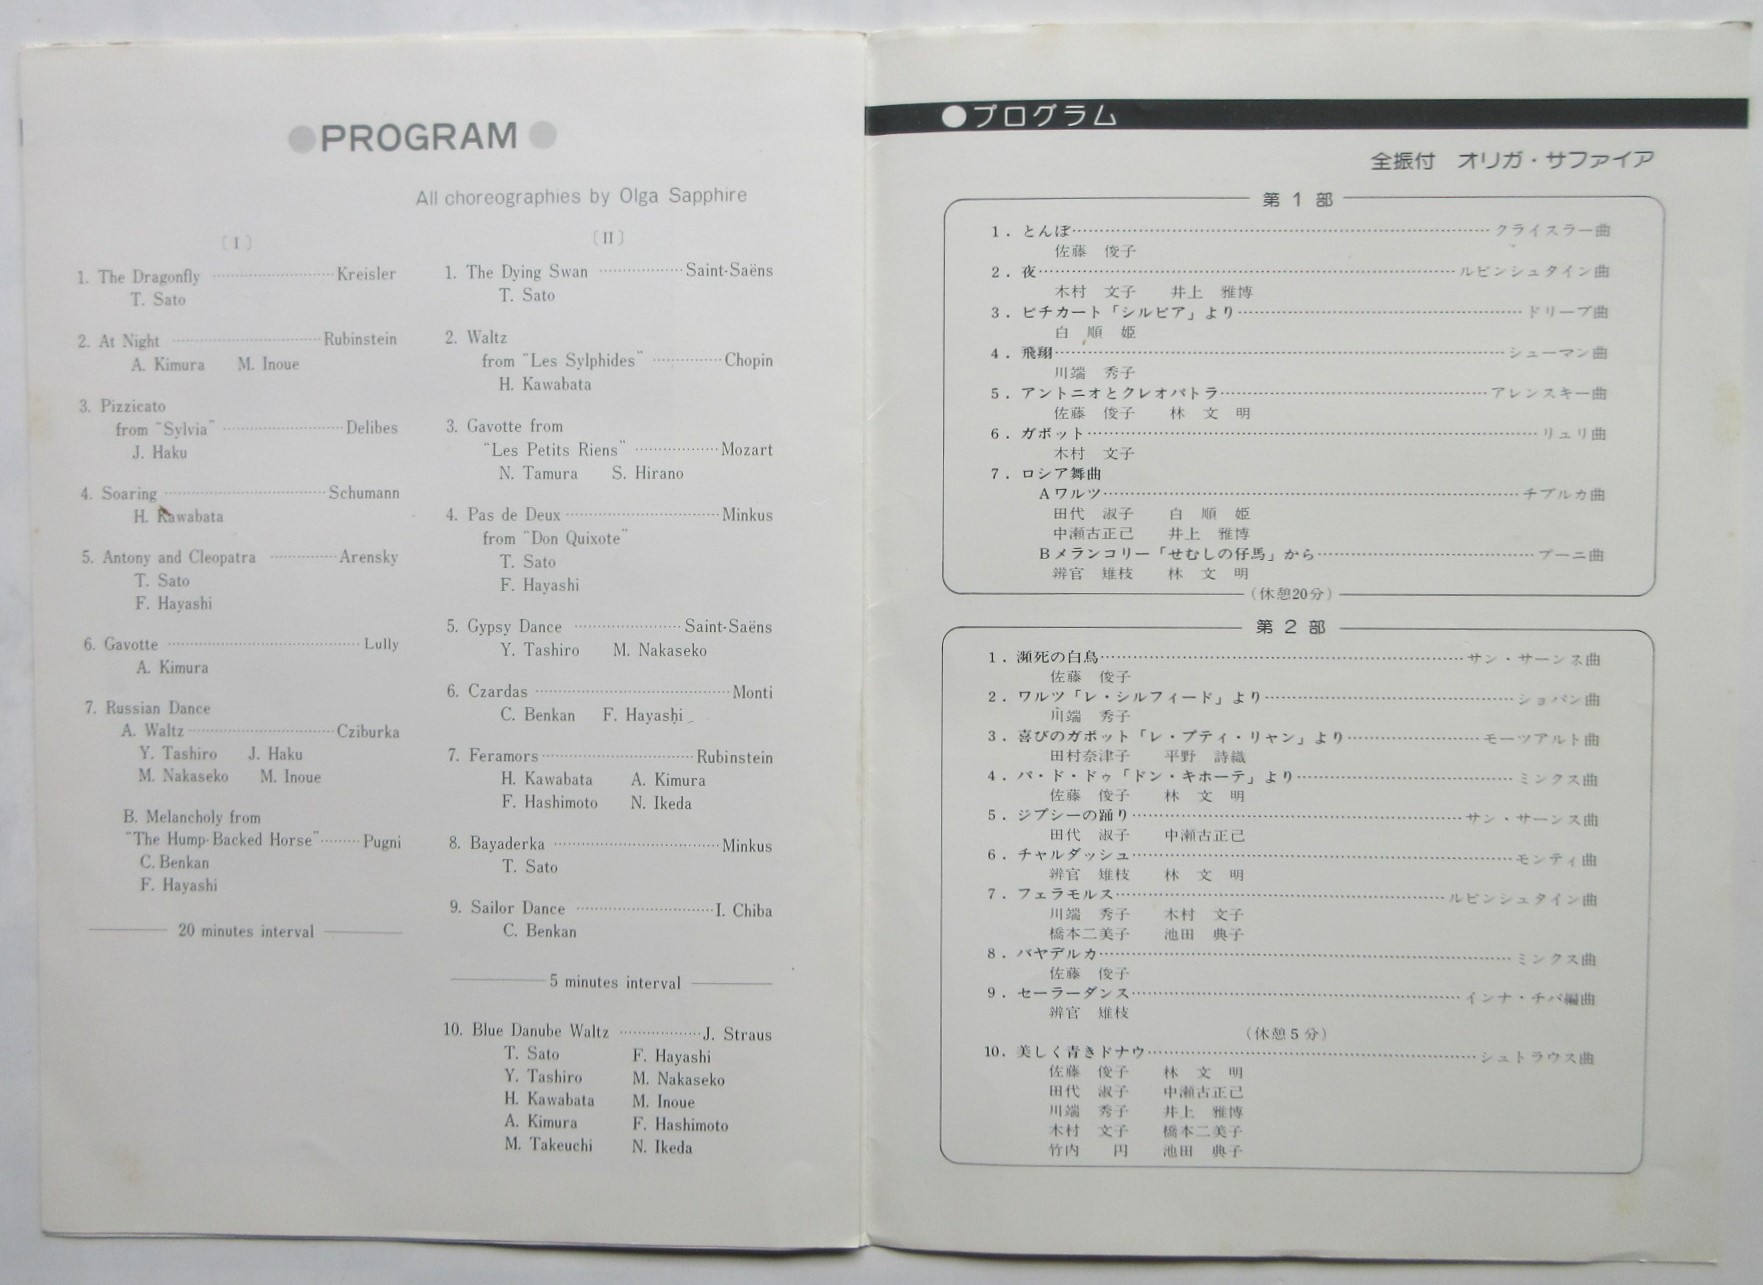 ●PROGRAM●
All choreographies by Olga Sapphire
〔I〕
1. The Dragonfly ……………… Kreisler
T. Sato
2. At Night ……………… Rubinstein
A. Kimura M. Inoue
3. Pizzicato
from "Sylvia" ……………… Delibes
J. Haku
4. Soaring ……………… Schumann
H. Kawabata
5. Antony and Cleopatra ……………… Arensky
T. Sato
F. Hayashi
6. Gavotte ……………… Lully
A. Kimura
7. Russian Dance
A. Waltz ……………… Cziburka
Y. Tashiro J. Haku
M. Nakaseko M. Inoue
B. Melancholy from
"The Hump-Backed Horse" ……… Pugni
C. Benkan
F. Hayashi
20 minutes interval
〔II〕
1. The Dying Swan ……………… Saint-Saëns
T. Sato
2. Waltz
from "Les Sylphides" ……………… Chopin
H. Kawabata
3. Gavotte from
"Les Petits Riens" ……………… Mozart
N. Tamura S. Hirano
4. Pas de Deux ……………… Minkus
from "Don Quixote"
T. Sato
F. Hayashi
5. Gypsy Dance ……………… Saint-Saëns
Y. Tashiro M. Nakaseko
6. Czardas ……………… Monti
C. Benkan F. Hayashi
7. Feramors ……………… Rubinstein
H. Kawabata A. Kimura
F. Hashimoto N. Ikeda
8. Bayaderka ……………… Minkus
T. Sato
9. Sailor Dance ……………… I. Chiba
C. Benkan
5 minutes interval
10. Blue Danube Waltz ……………… J. Straus
T. Sato F. Hayashi
Y. Tashiro M. Nakaseko
H. Kawabata M. Inoue
A. Kimura F. Hashimoto
M. Takeuchi N. Ikeda
●プログラム
全振付 オリガ・サファイア
第1部
1. とんぼ ……………… クライスラー曲
佐藤 俊子
2. 夜 ……………… ルビンシュタイン曲
木村 文子 井上 雅博
3. ピチカート「シルビア」より ……………… ドリーブ曲
白 順 姫
4. 飛翔 ……………… シューマン曲
川端 秀子
5. アントニオとクレオパトラ ……………… アレンスキー曲
佐藤 俊子 林 文 明
6. ガボット ……………… リュリ曲
木村 文子
7. ロシア舞曲
Aワルツ ……………… チブルカ曲
田代 淑子 白 順 姫
中瀬古正己 井上 雅博
Bメランコリー「せむしの仔馬」から ……………… プーニ曲
辨官 雄枝 林 文 明
(休憩20分)
第2部
1. 瀕死の白鳥 ……………… サン・サーンス曲
佐藤 俊子
2. ワルツ「レ・シルフィード」より ……………… ショパン曲
川端 秀子
3. 喜びのガボット「レ・プティ・リャン」より ……………… モーツアルト曲
田村奈津子 平野 詩織
4. パ・ド・ドゥ「ドン・キホーテ」より ……………… ミンクス曲
佐藤 俊子 林 文 明
5. ジプシーの踊り ……………… サン・サーンス曲
田代 淑子 中瀬古正己
6. チャルダッシュ ……………… モンティ曲
辨官 雄枝 林 文 明
7. フェラモルス ……………… ルビンシュタイン曲
川端 秀子 木村 文子
橋本二美子 池田 典子
8. バヤデルカ ……………… ミンクス曲
佐藤 俊子
9. セーラーダンス ……………… インナ・チバ編曲
辨官 雄枝
(休憩5分)
10. 美しく青きドナウ ……………… シュトラウス曲
佐藤 俊子 林 文 明
田代 淑子 中瀬古正己
川端 秀子 井上 雅博
木村 文子 橋本二美子
竹内 円 池田 典子